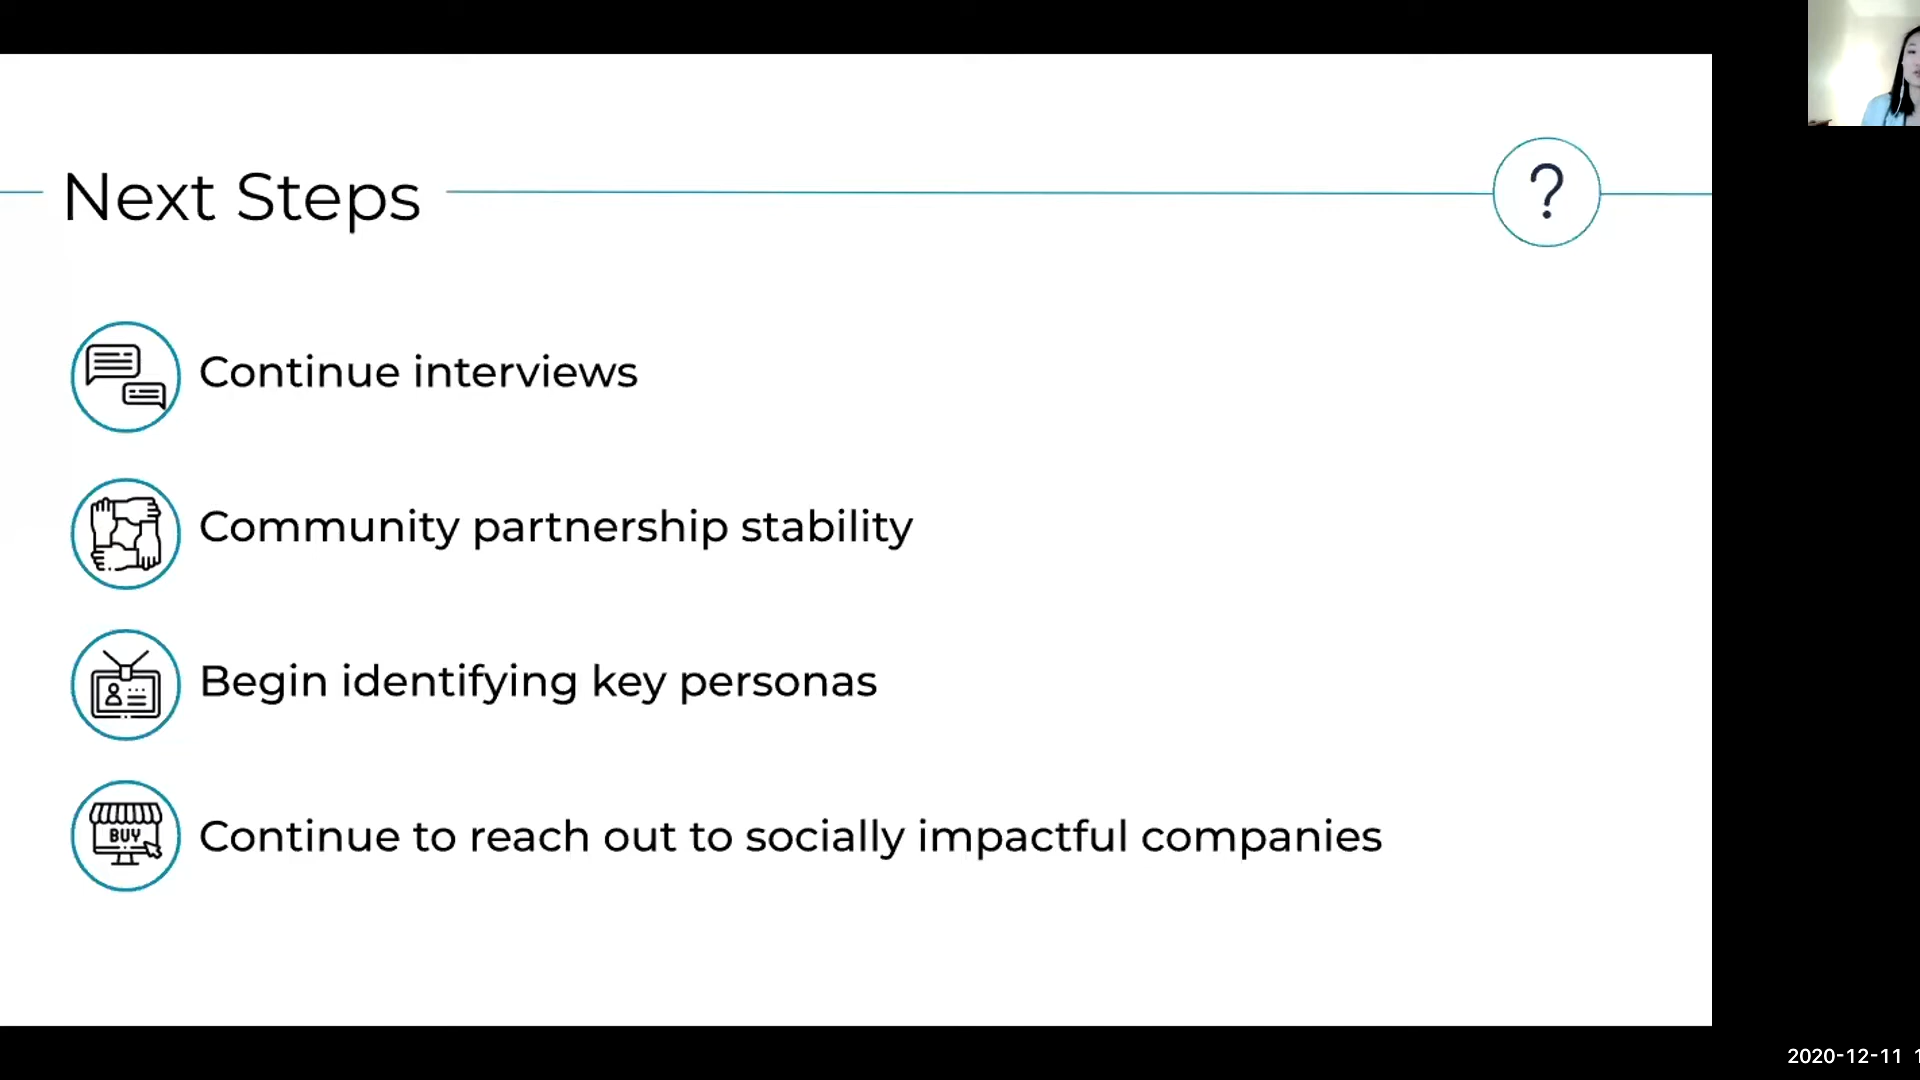 Next Steps
?
Continue interviews
Community partnership stability
Begin identifying key personas
BUY
Continue to reach out to socially impactful companies
2020-12-11 1